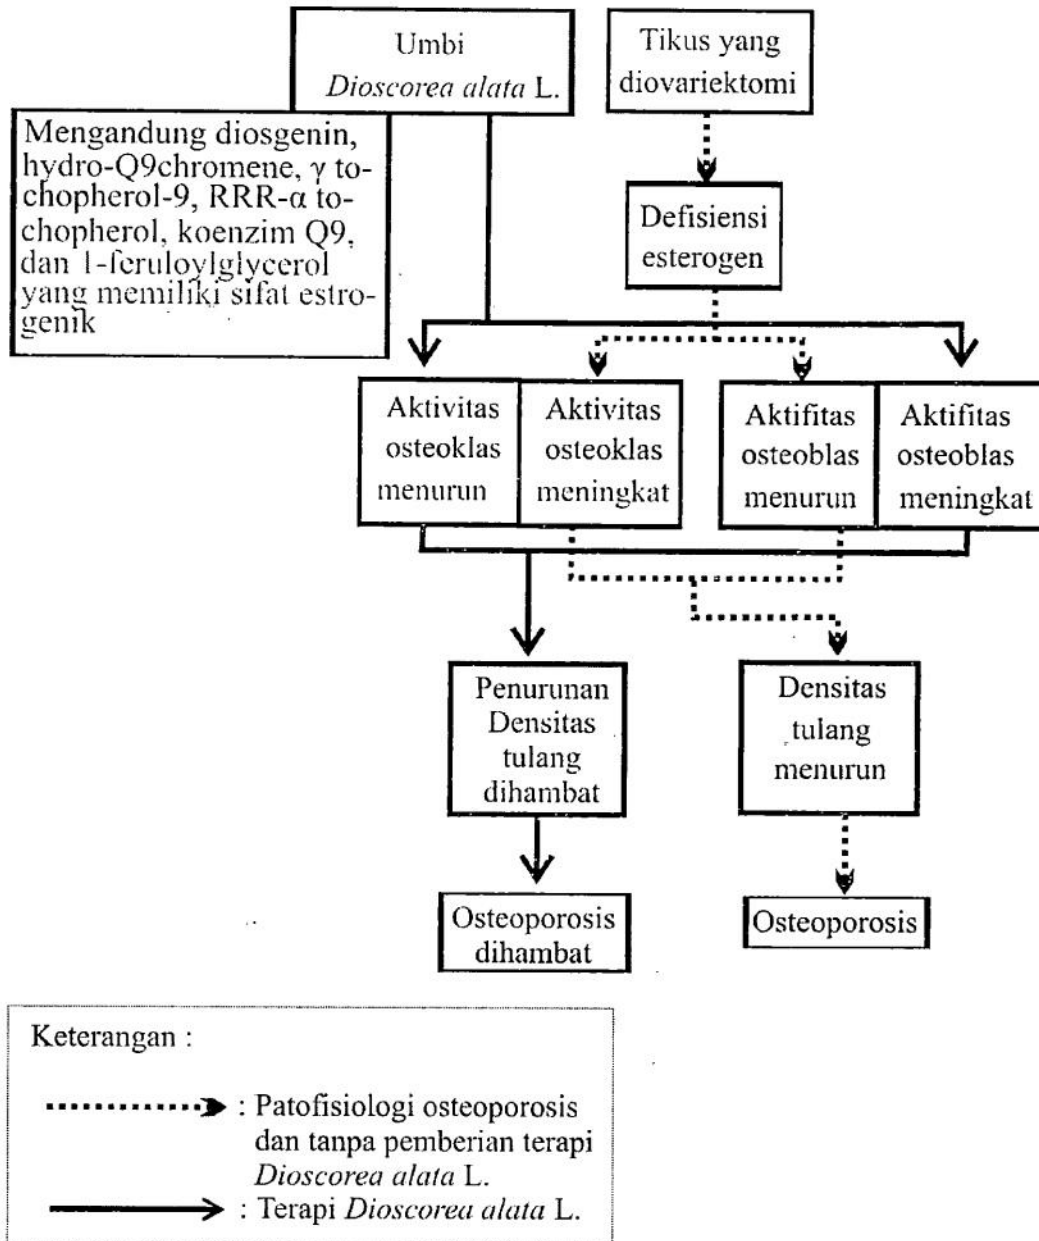 Umbi
Dioscorea alata L.
Tikus yang
diovariektomi
Mengandung diosgenin,
hydro-Q9chromene, γ to-
chopherol-9, RRR-α to-
chopherol, koenzim Q9,
dan 1-feruloylglycerol
yang memiliki sifat estro-
genik
Defisiensi
esterogen
Aktivitas
osteoklas
menurun
Aktivitas
osteoklas
meningkat
Aktifitas
osteoblas
menurun
Aktifitas
osteoblas
meningkat
Penurunan
Densitas
tulang
dihambat
Densitas
tulang
menurun
Osteoporosis
dihambat
Osteoporosis
Keterangan :
: Patofisiologi osteoporosis
dan tanpa pemberian terapi
Dioscorea alata L.
: Terapi Dioscorea alata L.